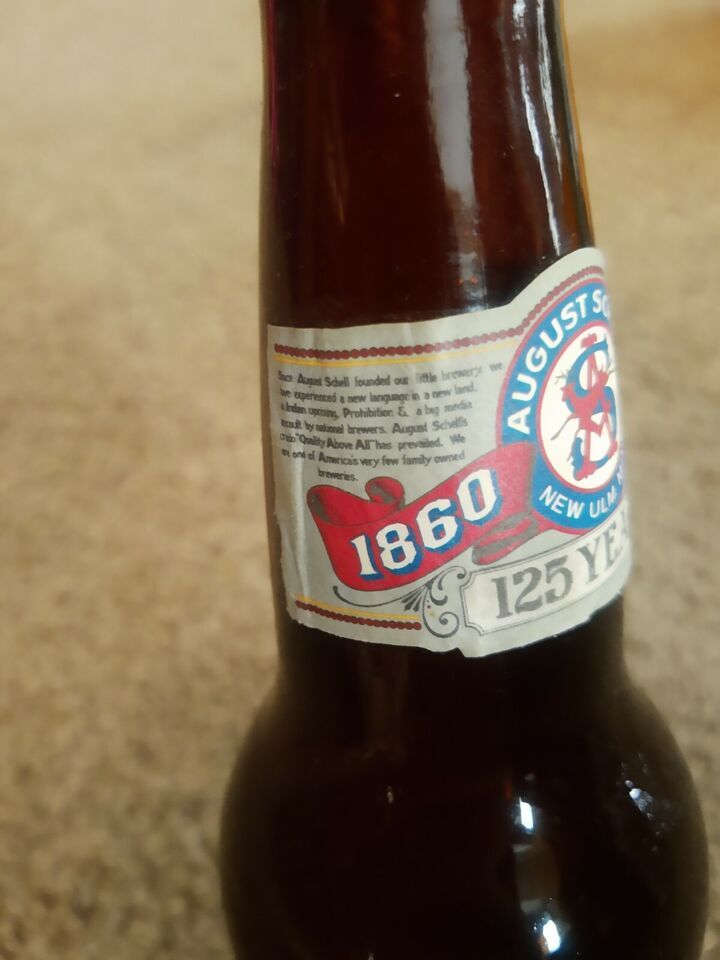 Since August Schell founded our little brewery, we
have experienced a new language in a new land,
Indian uprising, Prohibition & a big media
assault by national brewers. August Schell's
credo "Quality Above All" has prevailed. We
are one of America's very few family owned
breweries.
AUGUST
NEW ULM
1860
125